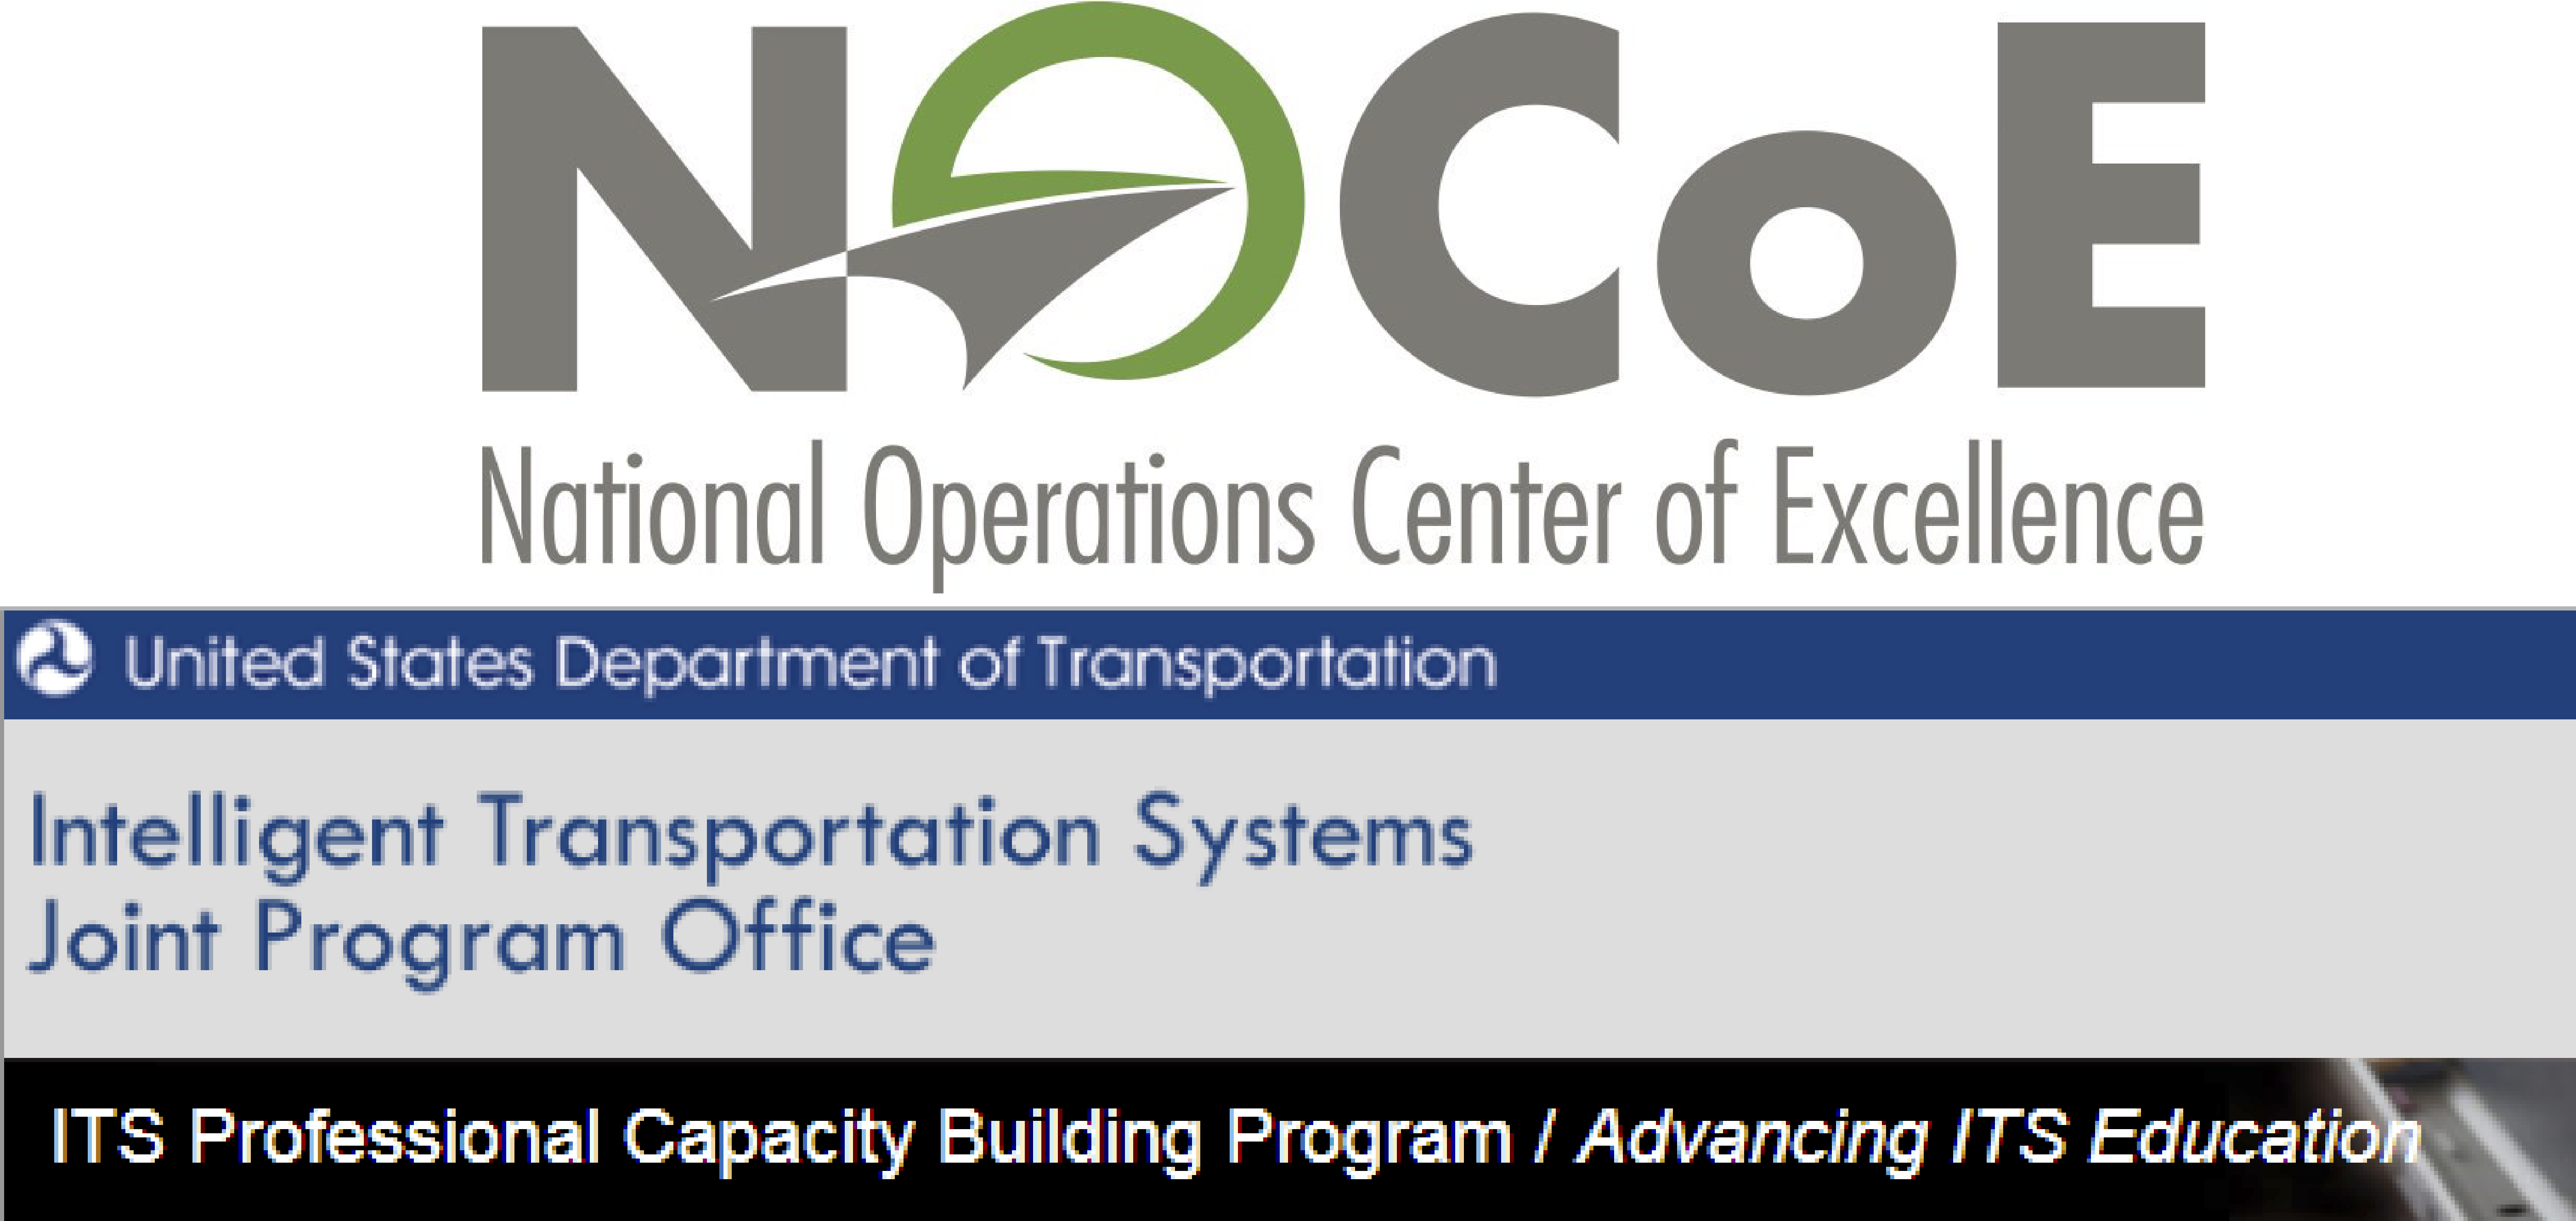 NOCoE
National Operations Center of Excellence
United States Department of Transportation
Intelligent Transportation Systems
Joint Program Office
ITS Professional Capacity Building Program / Advancing ITS Education